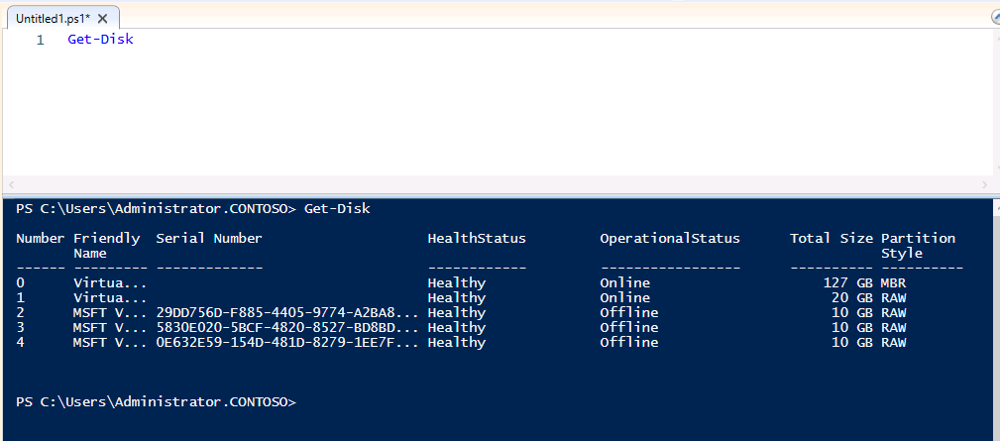 Untitled1.ps1* X
1 Get-Disk
PS C:\Users\Administrator.CONTOSO> Get-Disk
Number Friendly Serial Number HealthStatus OperationalStatus Total Size Partition
Name Style
------ --------- ------------- ------------ ----------------- ---------- ----------
0 Virtua... Healthy Online 127 GB MBR
1 Virtua... Healthy Online 20 GB RAW
2 MSFT V... 29DD756D-F885-4405-9774-A2BA8... Healthy Offline 10 GB RAW
3 MSFT V... 5830E020-5BCF-4820-8527-BD8BD... Healthy Offline 10 GB RAW
4 MSFT V... 0E632E59-154D-481D-8279-1EE7F... Healthy Offline 10 GB RAW
PS C:\Users\Administrator.CONTOSO>